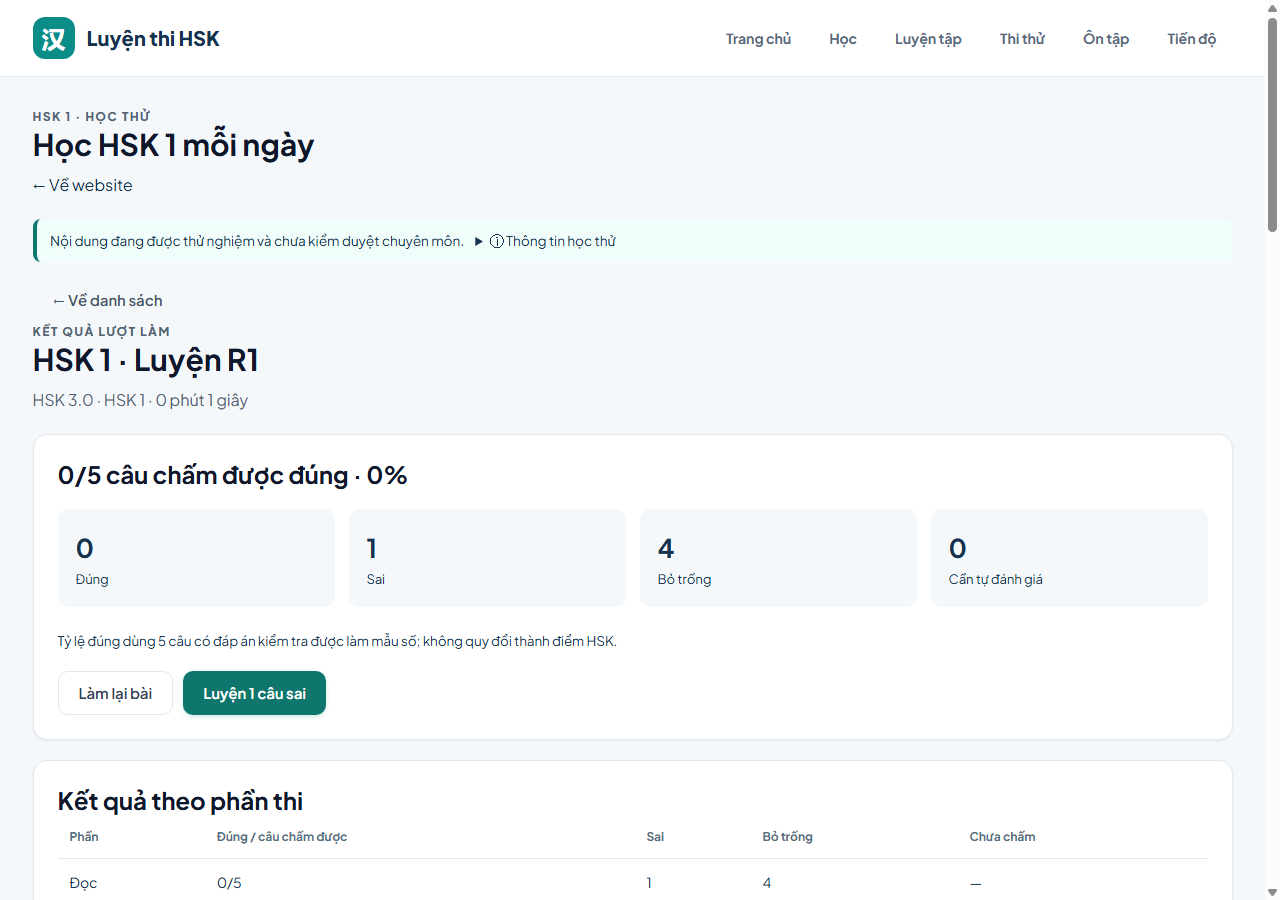 汉 Luyện thi HSK Trang chủ Học Luyện tập Thi thử Ôn tập Tiến độ
HSK 1 · HỌC THỬ
Học HSK 1 mỗi ngày
← Về website
Nội dung đang được thử nghiệm và chưa kiểm duyệt chuyên môn. ▶ ⓘ Thông tin học thử
← Về danh sách
KẾT QUẢ LƯỢT LÀM
HSK 1 · Luyện R1
HSK 3.0 · HSK 1 · 0 phút 1 giây
0/5 câu chấm được đúng · 0%
0 1 4 0
Đúng Sai Bỏ trống Cần tự đánh giá
Tỷ lệ đúng dùng 5 câu có đáp án kiểm tra được làm mẫu số; không quy đổi thành điểm HSK.
Làm lại bài Luyện 1 câu sai
Kết quả theo phần thi
Phần Đúng / câu chấm được Sai Bỏ trống Chưa chấm
Đọc 0/5 1 4 —